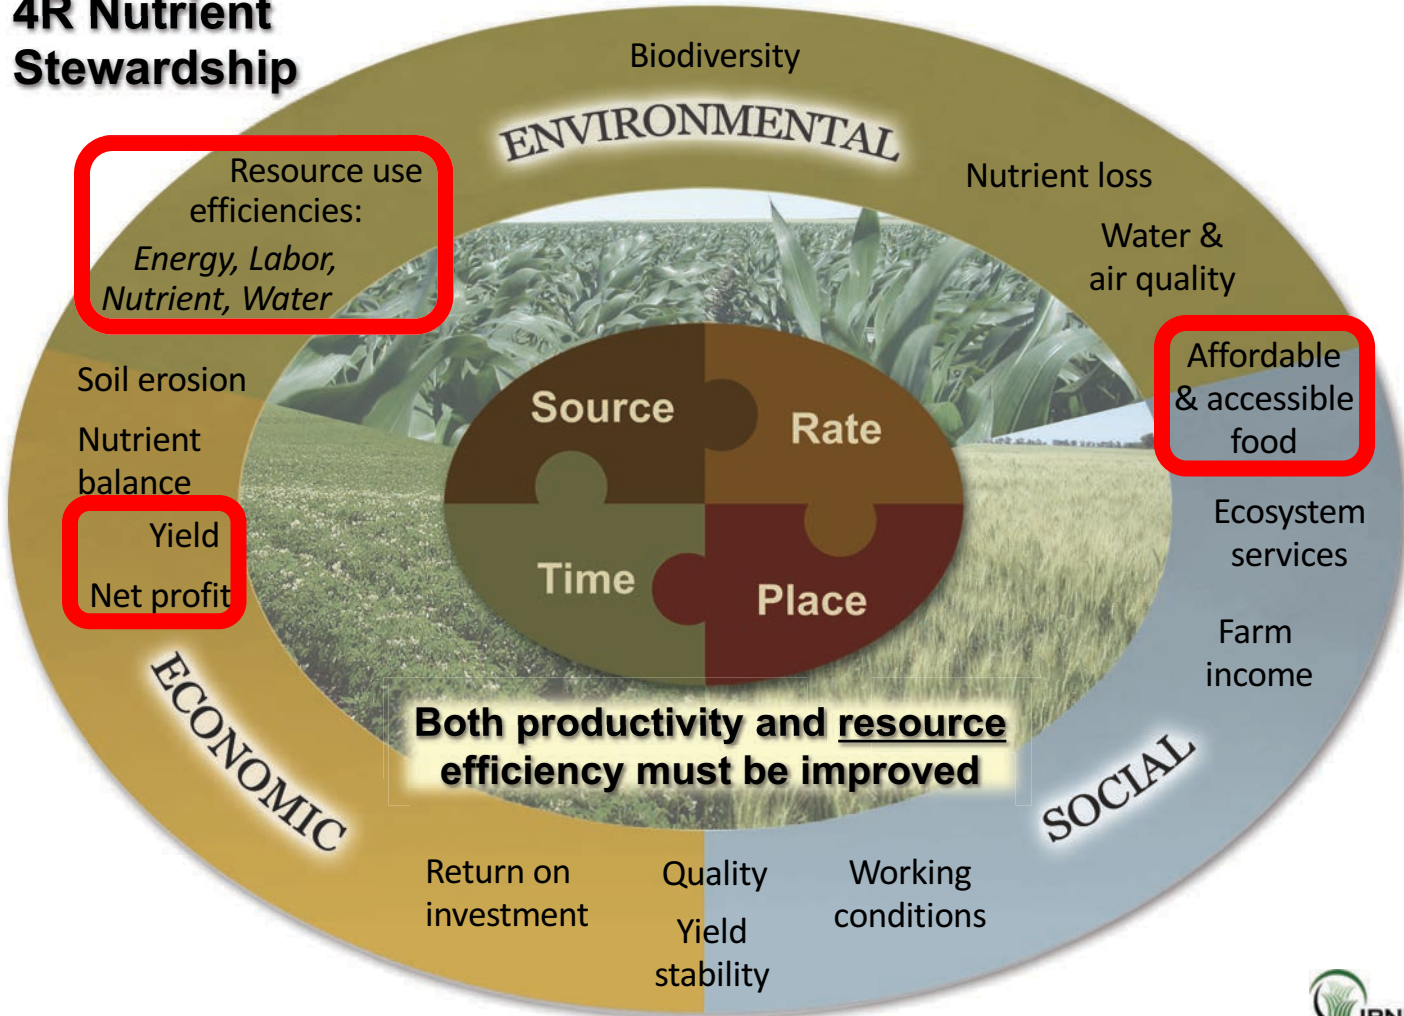 4R Nutrient
Stewardship
Biodiversity
ENVIRONMENTAL
Resource use
efficiencies:
Energy, Labor,
Nutrient, Water
Nutrient loss
Water &
air quality
Soil erosion
Nutrient
balance
Yield
Net profit
Affordable
& accessible
food
Ecosystem
services
Farm
income
Source
Rate
Time
Place
Both productivity and resource
efficiency must be improved
ECONOMIC
SOCIAL
Return on
investment
Quality
Yield
stability
Working
conditions